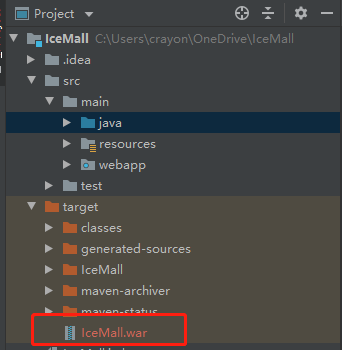 Project
IceMall C:\Users\crayon\OneDrive\IceMall
.idea
src
main
java
resources
webapp
test
target
classes
generated-sources
IceMall
maven-archiver
maven-status
IceMall.war